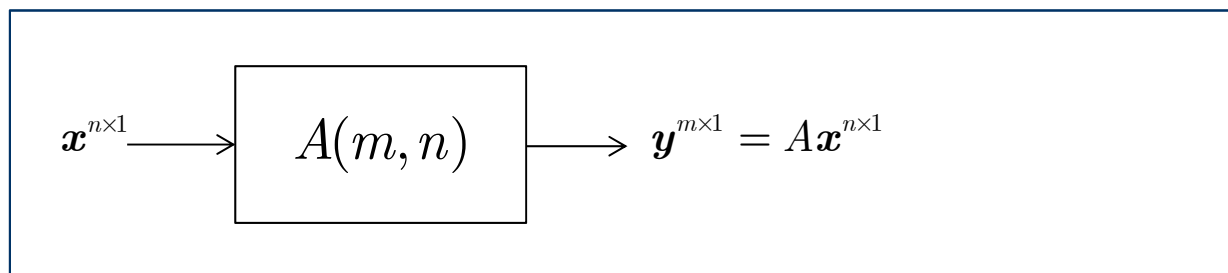 𝒙^{n×1} A(m, n) 𝒚^{m×1} = A𝒙^{n×1}